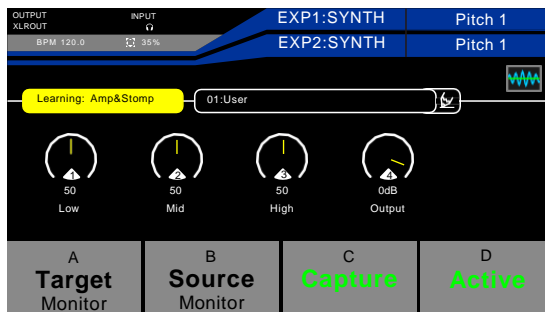 OUTPUT
XLROUT
INPUT
BPM 120.0
35%
EXP1:SYNTH
Pitch 1
EXP2:SYNTH
Pitch 1
Learning: Amp&Stomp
01:User
1
2
3
4
50
50
50
0dB
Low
Mid
High
Output
A
B
C
D
Target
Source
Capture
Active
Monitor
Monitor